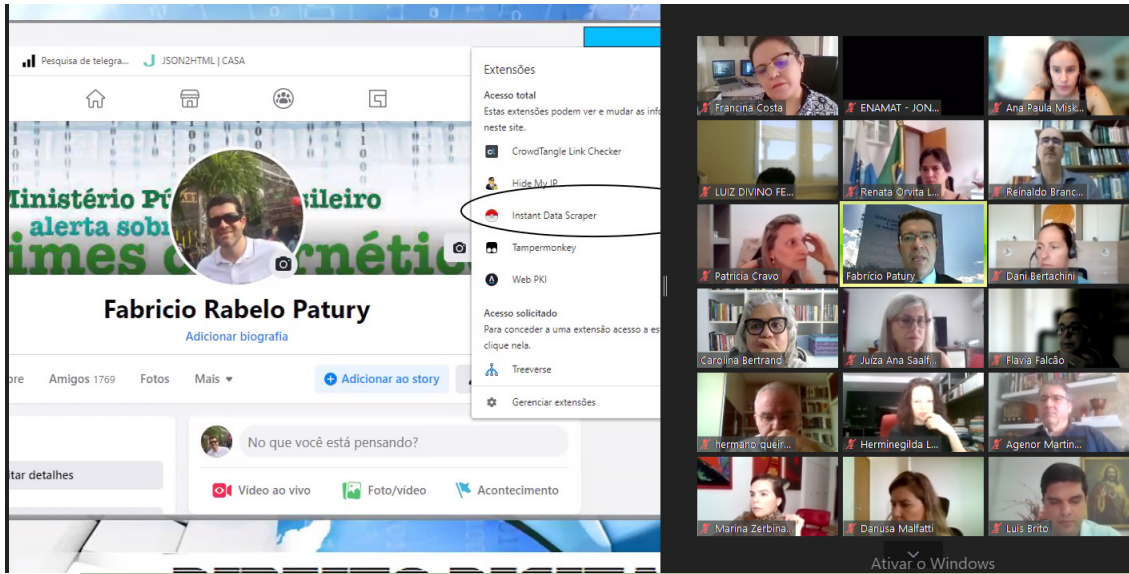 Pesquisa de telegra...
JSON2HTML | CASA
Ministério Pú
sileiro
alerta sobr
imes
rnétic
Fabricio Rabelo Patury
Adicionar biografia
Amigos 1769
Fotos
Mais
Adicionar ao story
No que você está pensando?
itar detalhes
Vídeo ao vivo
Foto/vídeo
Acontecimento
Extensões
Acesso total
Estas extensões podem ver e mudar as info
neste site.
CrowdTangle Link Checker
Hide My IP
Instant Data Scraper
Tampermonkey
Web PKI
Acesso solicitado
Para conceder a uma extensão acesso a es
clique nela.
Treeverse
Gerenciar extensões
Francina Costa
ENAMAT - JON...
Ana Paula Misk...
LUIZ DIVINO FE...
Renata Orvita L...
Reinaldo Branc...
Patricia Cravo
Fabrício Patury
Dani Bertachini
Carolina Bertrand
Juíza Ana Saalf...
Flavia Falcão
hermano queir...
Herminegilda L...
Agenor Martin...
Marina Zerbina...
Danusa Malfatti
Luis Brito
Ativar o Windows